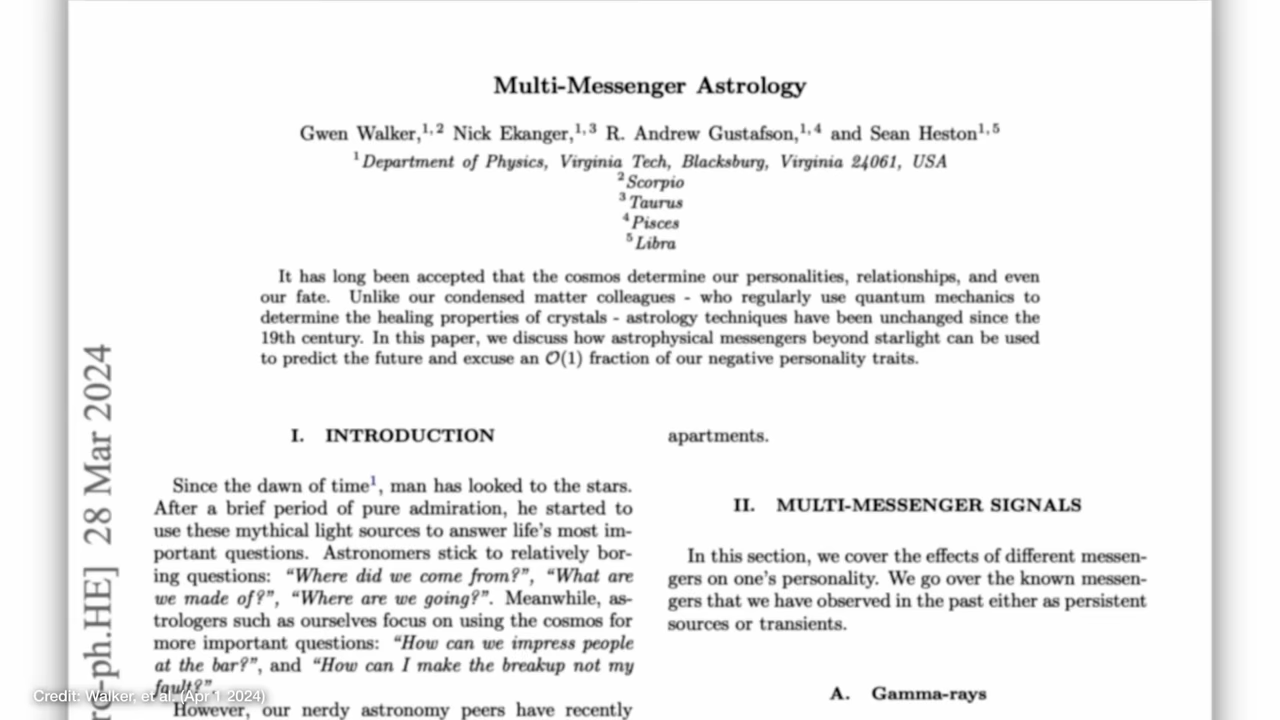 Multi-Messenger Astrology
Gwen Walker,1,2 Nick Ekanger,1,3 R. Andrew Gustafson,1,4 and Sean Heston1,5
1Department of Physics, Virginia Tech, Blacksburg, Virginia 24061, USA
2Scorpio
3Taurus
4Pisces
5Libra
It has long been accepted that the cosmos determine our personalities, relationships, and even
our fate. Unlike our condensed matter colleagues - who regularly use quantum mechanics to
determine the healing properties of crystals - astrology techniques have been unchanged since the
19th century. In this paper, we discuss how astrophysical messengers beyond starlight can be used
to predict the future and excuse an O(1) fraction of our negative personality traits.
I. INTRODUCTION
Since the dawn of time1, man has looked to the stars.
After a brief period of pure admiration, he started to
use these mythical light sources to answer life's most im-
portant questions. Astronomers stick to relatively bor-
ing questions: “Where did we come from?”, “What are
we made of?”, “Where are we going?”. Meanwhile, as-
trologers such as ourselves focus on using the cosmos for
more important questions: “How can we impress people
at the bar?”, and “How can I make the breakup not my
fault?”.
However, our nerdy astronomy peers have recently
apartments.
II. MULTI-MESSENGER SIGNALS
In this section, we cover the effects of different messen-
gers on one's personality. We go over the known messen-
gers that we have observed in the past either as persistent
sources or transients.
A. Gamma-rays
ro-ph.HE] 28 Mar 2024
Credit: Walker, et al. (Apr 1 2024)